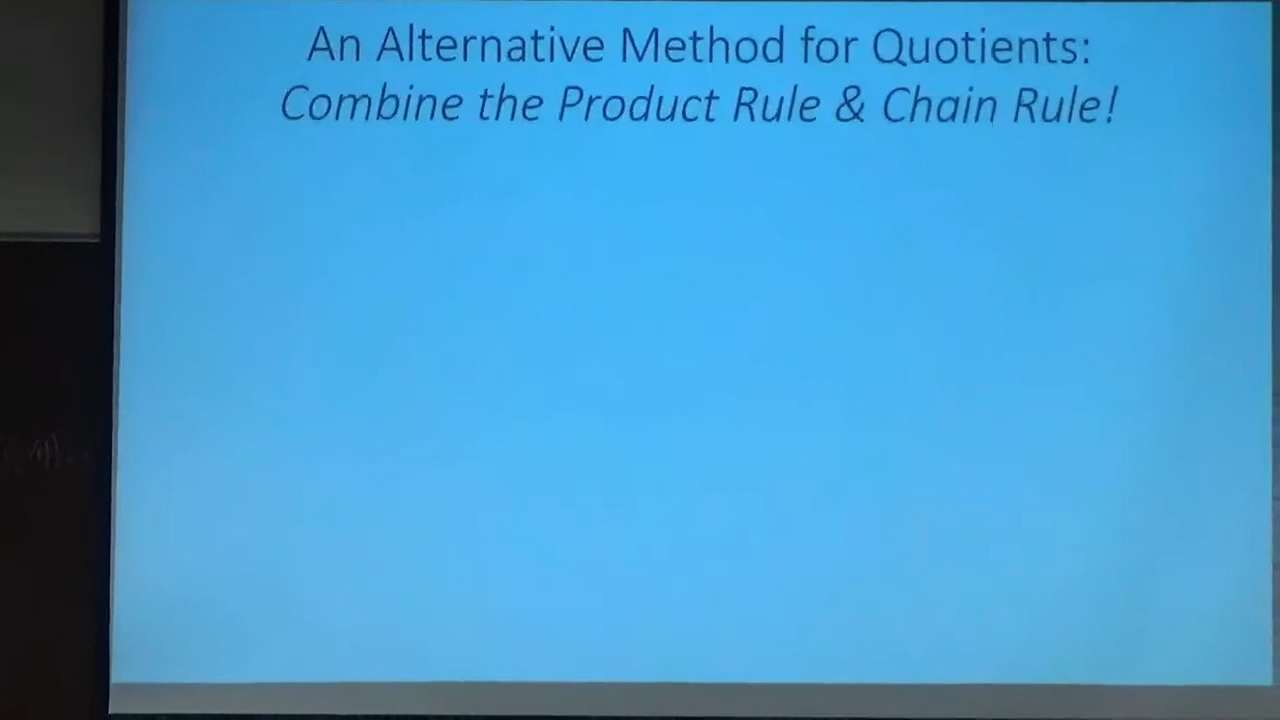 An Alternative Method for Quotients:
Combine the Product Rule & Chain Rule!